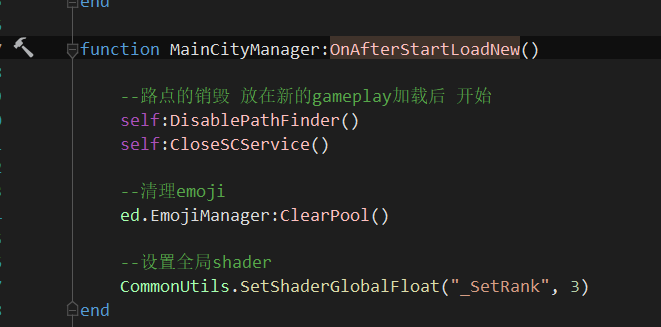 end
function MainCityManager:OnAfterStartLoadNew()
--路点的销毁 放在新的gameplay加载后 开始
self:DisablePathFinder()
self:CloseSCService()
--清理emoji
ed.EmojiManager:ClearPool()
--设置全局shader
CommonUtils.SetShaderGlobalFloat("_SetRank", 3)
end